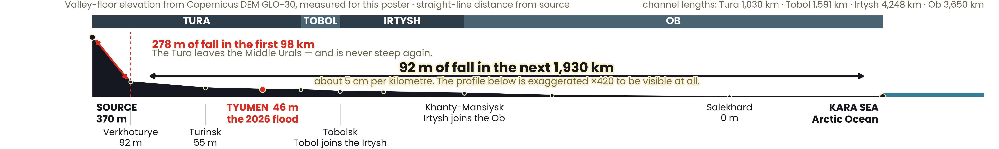 Valley-floor elevation from Copernicus DEM GLO-30, measured for this poster · straight-line distance from source
channel lengths: Tura 1,030 km · Tobol 1,591 km · Irtysh 4,248 km · Ob 3,650 km
TURA
TOBOL
IRTYSH
OB
278 m of fall in the first 98 km
The Tura leaves the Middle Urals — and is never steep again.
92 m of fall in the next 1,930 km
about 5 cm per kilometre. The profile below is exaggerated ×420 to be visible at all.
SOURCE
370 m
Verkhoturye
92 m
Turinsk
55 m
TYUMEN 46 m
the 2026 flood
Tobolsk
Tobol joins the Irtysh
Khanty-Mansiysk
Irtysh joins the Ob
Salekhard
0 m
KARA SEA
Arctic Ocean